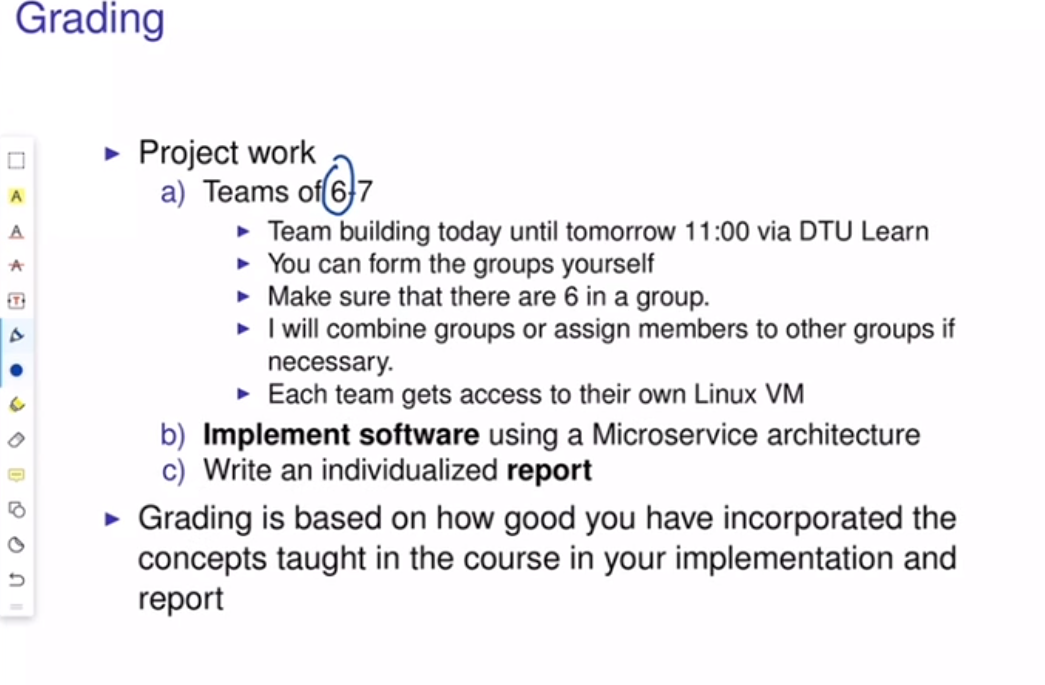 Grading
► Project work
a) Teams of 6-7
► Team building today until tomorrow 11:00 via DTU Learn
► You can form the groups yourself
► Make sure that there are 6 in a group.
► I will combine groups or assign members to other groups if
necessary.
► Each team gets access to their own Linux VM
b) Implement software using a Microservice architecture
c) Write an individualized report
► Grading is based on how good you have incorporated the
concepts taught in the course in your implementation and
report